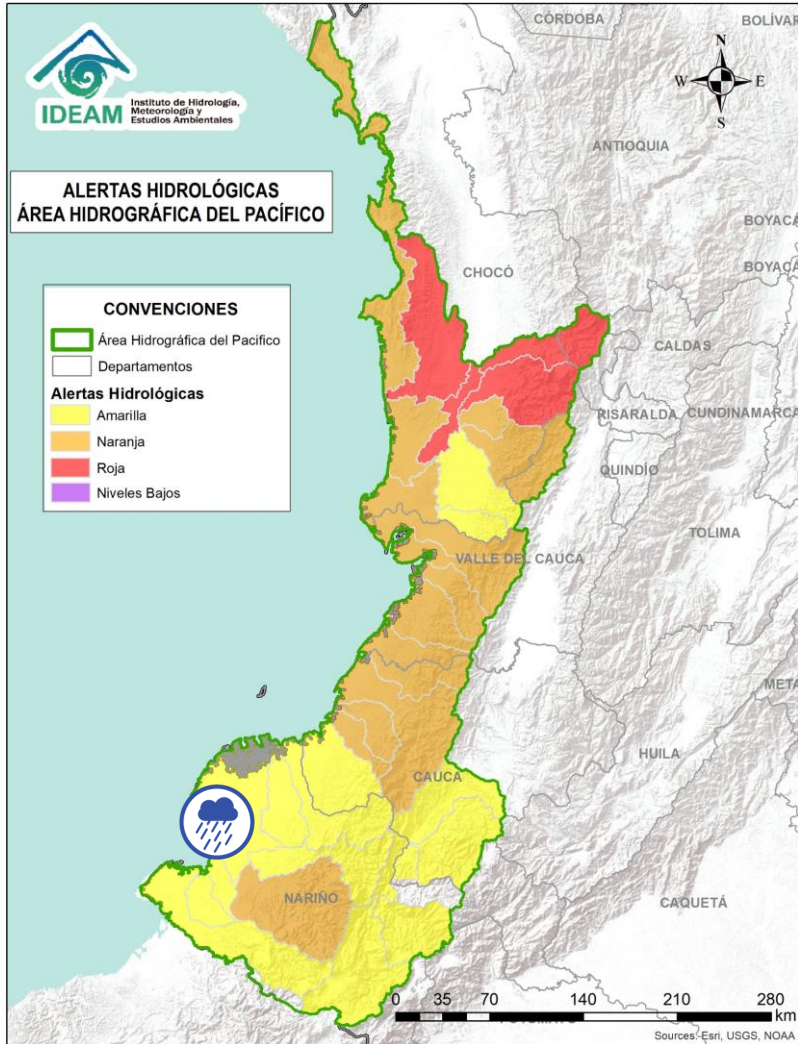 CÓRDOBA
BOLÍVAR
IDEAM
Instituto de Hidrología,
Meteorología y
Estudios Ambientales
N
W
E
S
ANTIOQUIA
ALERTAS HIDROLÓGICAS
ÁREA HIDROGRÁFICA DEL PACÍFICO
BOYACÁ
BOYACÁ
CHOCÓ
CONVENCIONES
Área Hidrográfica del Pacífico
Departamentos
Alertas Hidrológicas
Amarilla
Naranja
Roja
Niveles Bajos
CALDAS
RISARALDA
CUNDINAMARCA
QUINDÍO
TOLIMA
VALLE DEL CAUCA
META
HUILA
CAUCA
NARIÑO
CAQUETÁ
0 35 70 140 210 280
km
Sources: Esri, USGS, NOAA